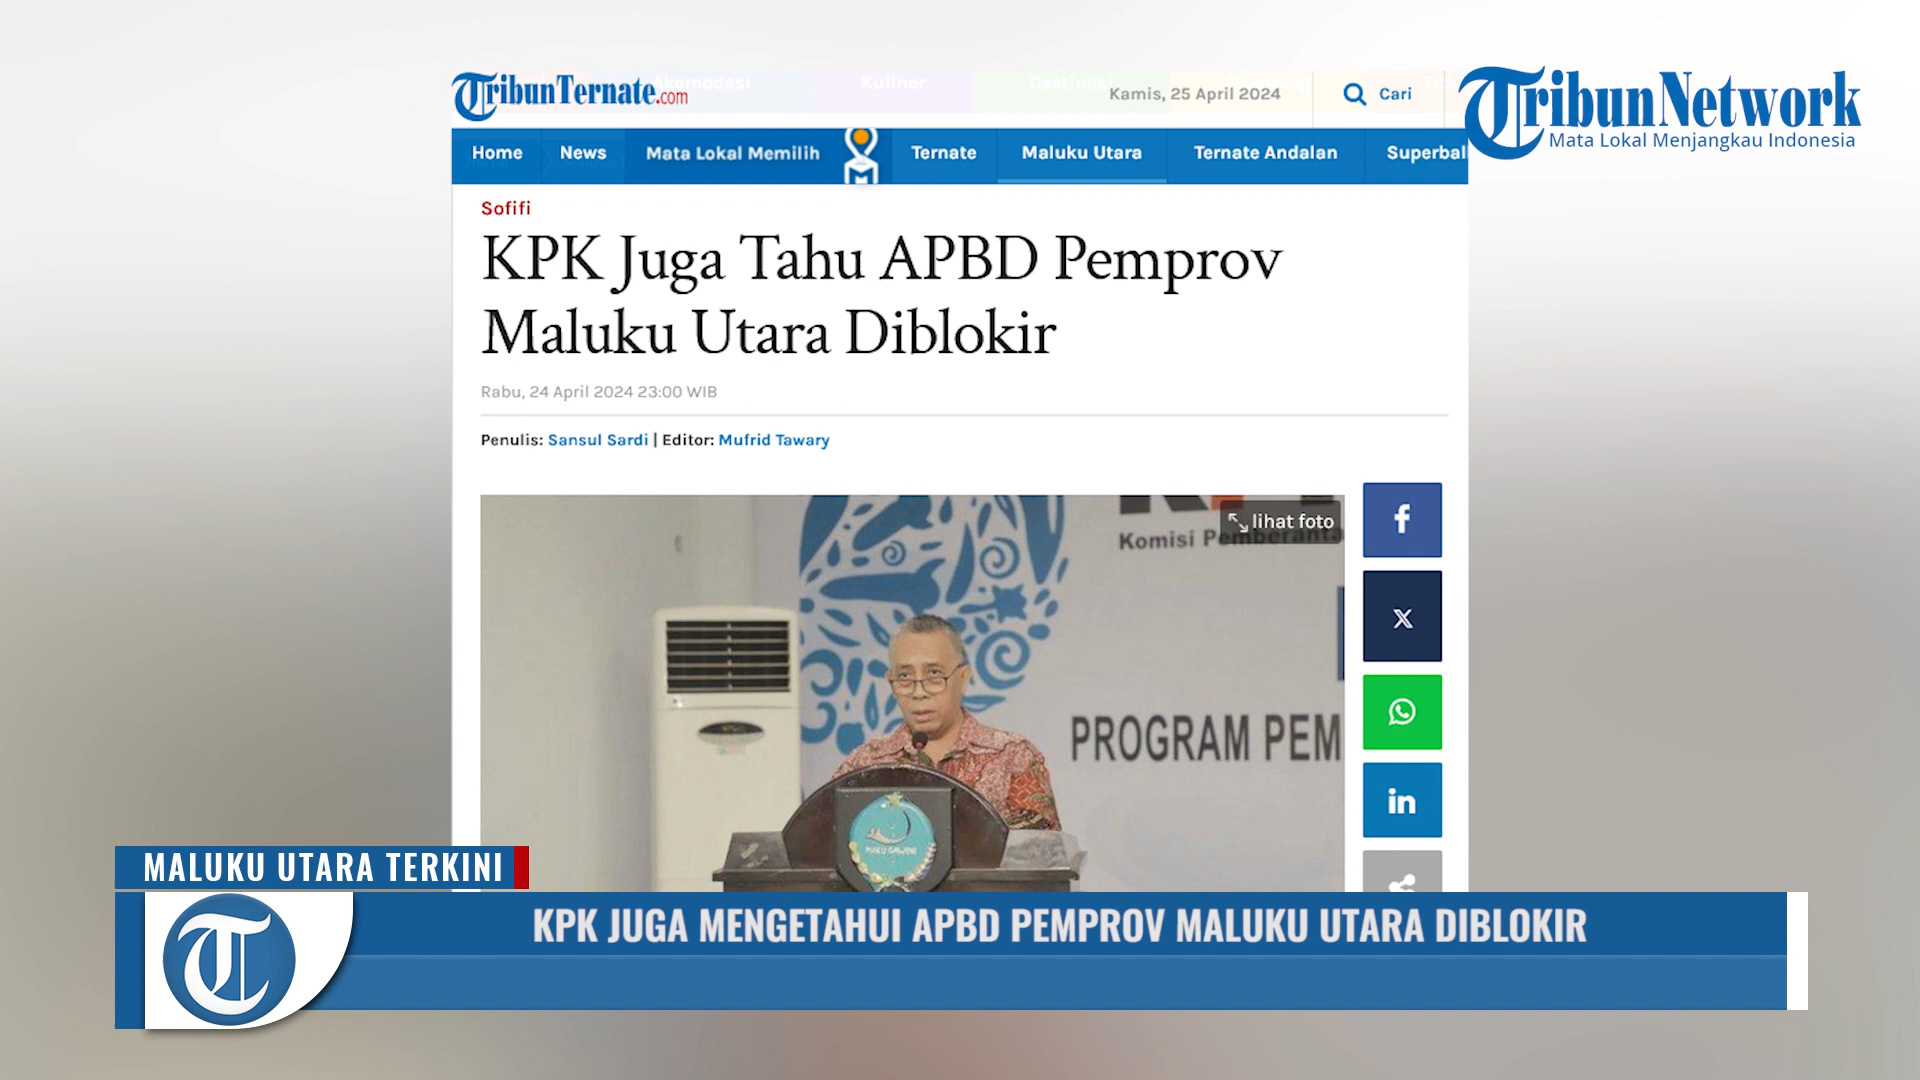 TribunTernate.com
Akomodasi
Kuliner
Destinasi
Kamis, 25 April 2024
Cari
TribunNetwork
Mata Lokal Menjangkau Indonesia
Home
News
Mata Lokal Memilih
Ternate
Maluku Utara
Ternate Andalan
Superbal
Sofifi
KPK Juga Tahu APBD Pemprov
Maluku Utara Diblokir
Rabu, 24 April 2024 23:00 WIB
Penulis: Sansul Sardi | Editor: Mufrid Tawary
lihat foto
Komisi Pemberanta
PROGRAM PEM
MALUKU UTARA TERKINI
KPK JUGA MENGETAHUI APBD PEMPROV MALUKU UTARA DIBLOKIR